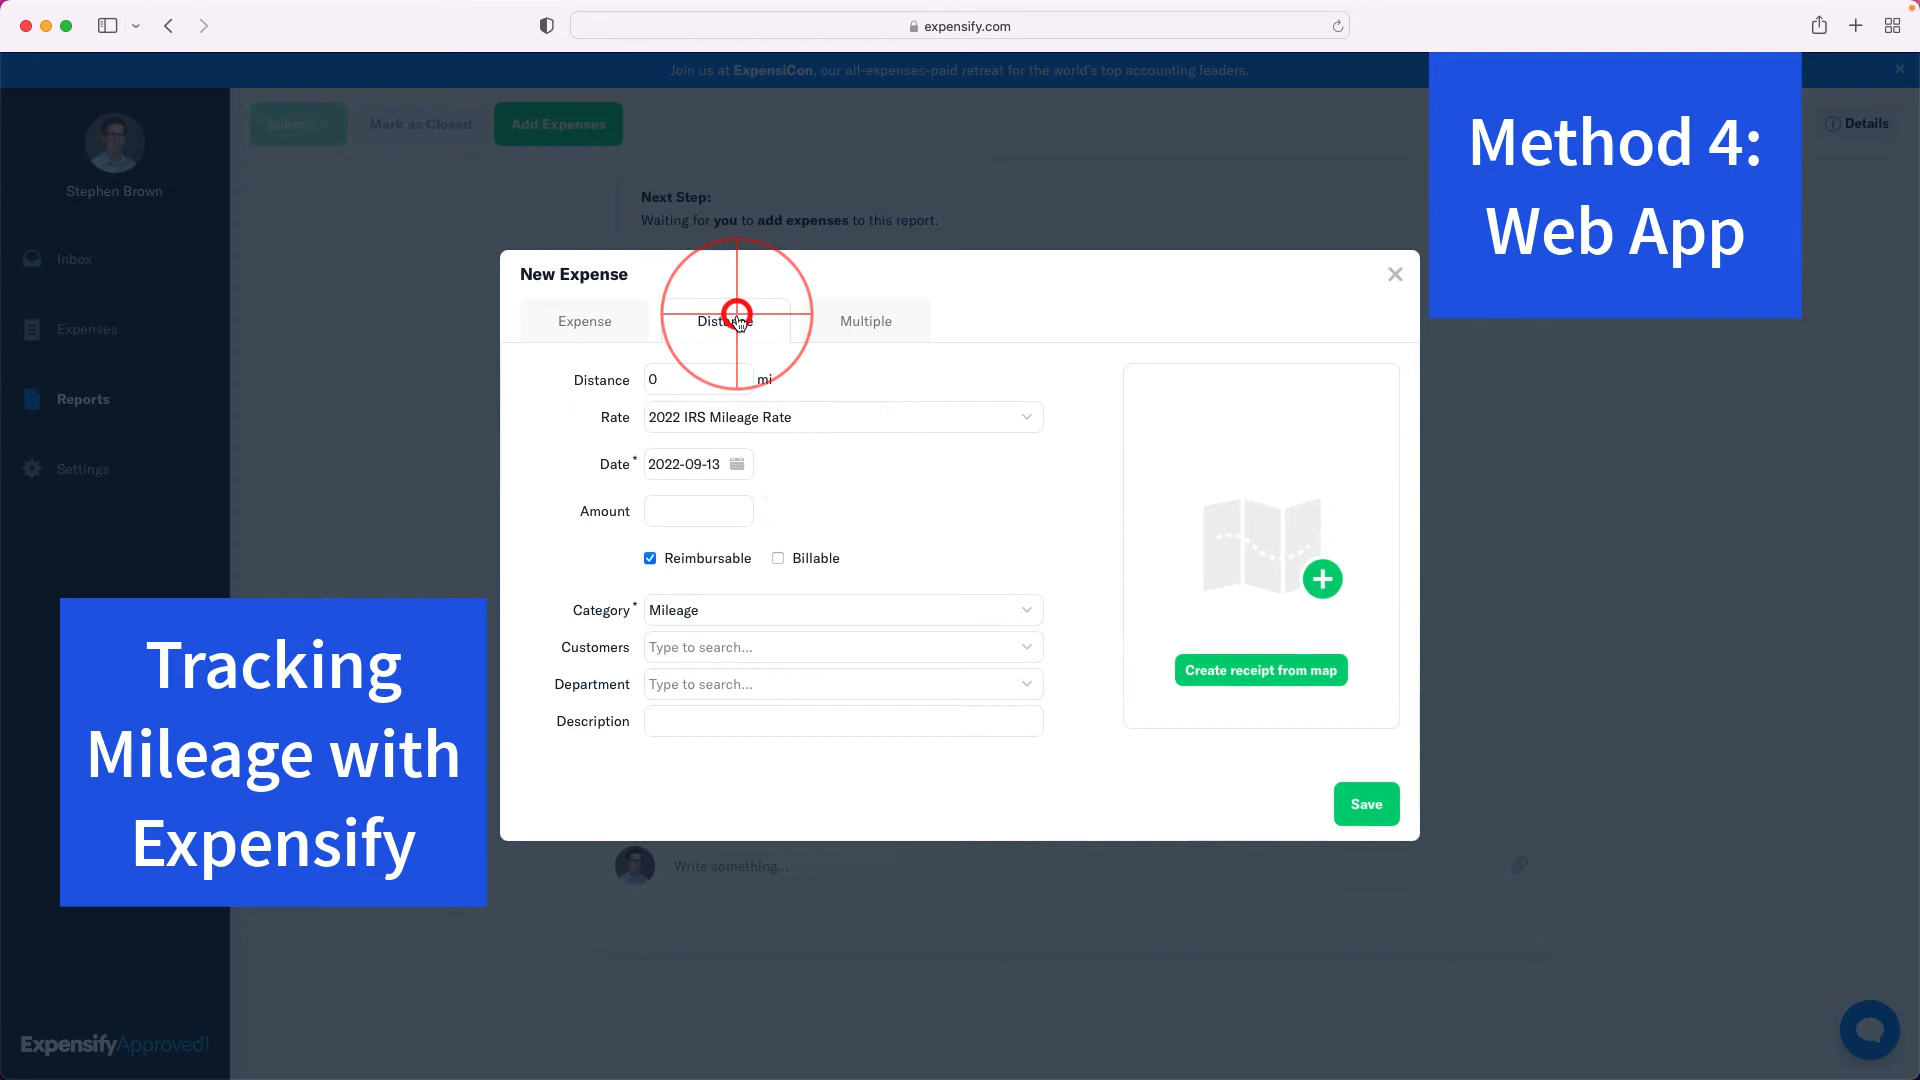 expensify.com
Join us at ExpensiCon, our all-expenses-paid retreat for the world's top accounting leaders.
Submit
Mark as Closed
Add Expenses
Details
Method 4:
Web App
Stephen Brown
Next Step:
Waiting for you to add expenses to this report.
Inbox
Expenses
Reports
Settings
New Expense
Expense
Distance
Multiple
Distance 0 mi
Rate 2022 IRS Mileage Rate
Date * 2022-09-13
Amount
Reimbursable Billable
Category * Mileage
Customers Type to search...
Department Type to search...
Description
Create receipt from map
Save
Tracking
Mileage with
Expensify
Write something...
ExpensifyApproved!